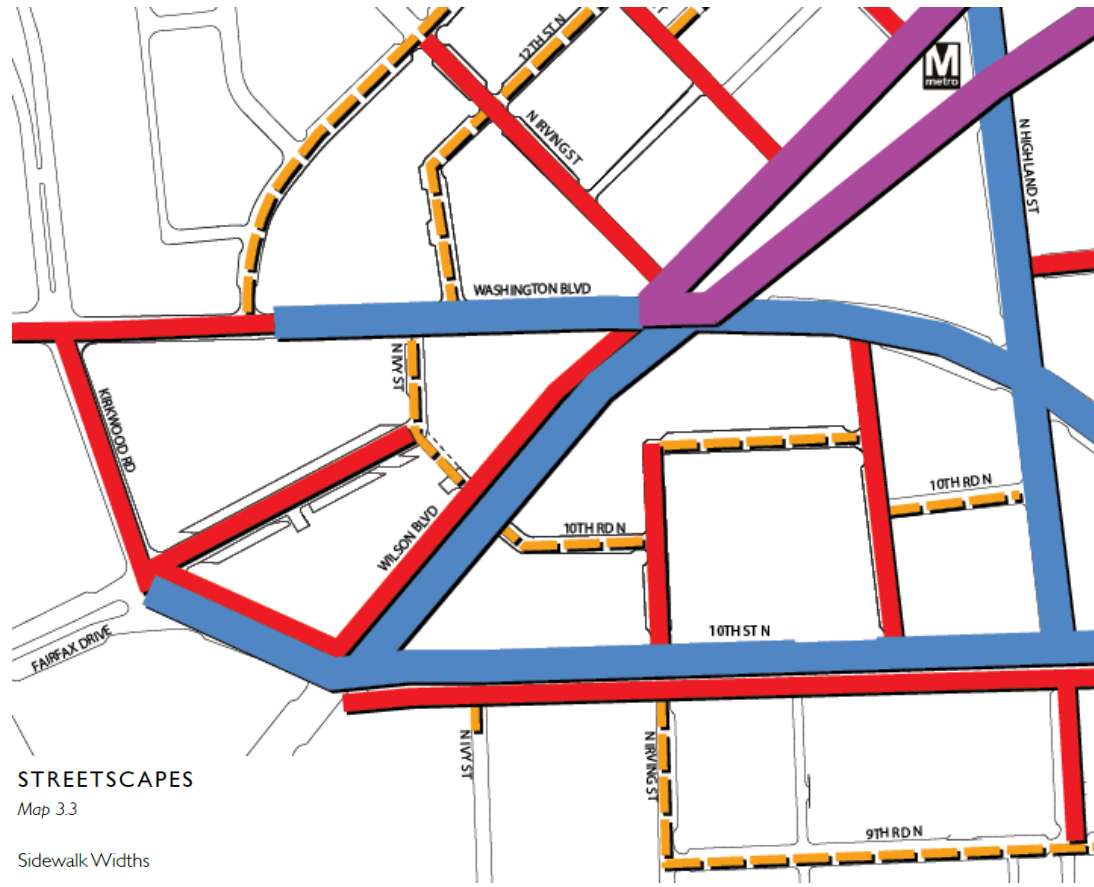 12TH ST N
M
metro
N IRVING ST
N HIGHLAND ST
WASHINGTON BLVD
N IVY ST
KIRKWOOD RD
10TH RD N
WILSON BLVD
10TH RD N
10TH ST N
FAIRFAX DRIVE
N IVY ST
N IRVING ST
9TH RD N
STREETSCAPES
Map 3.3
Sidewalk Widths